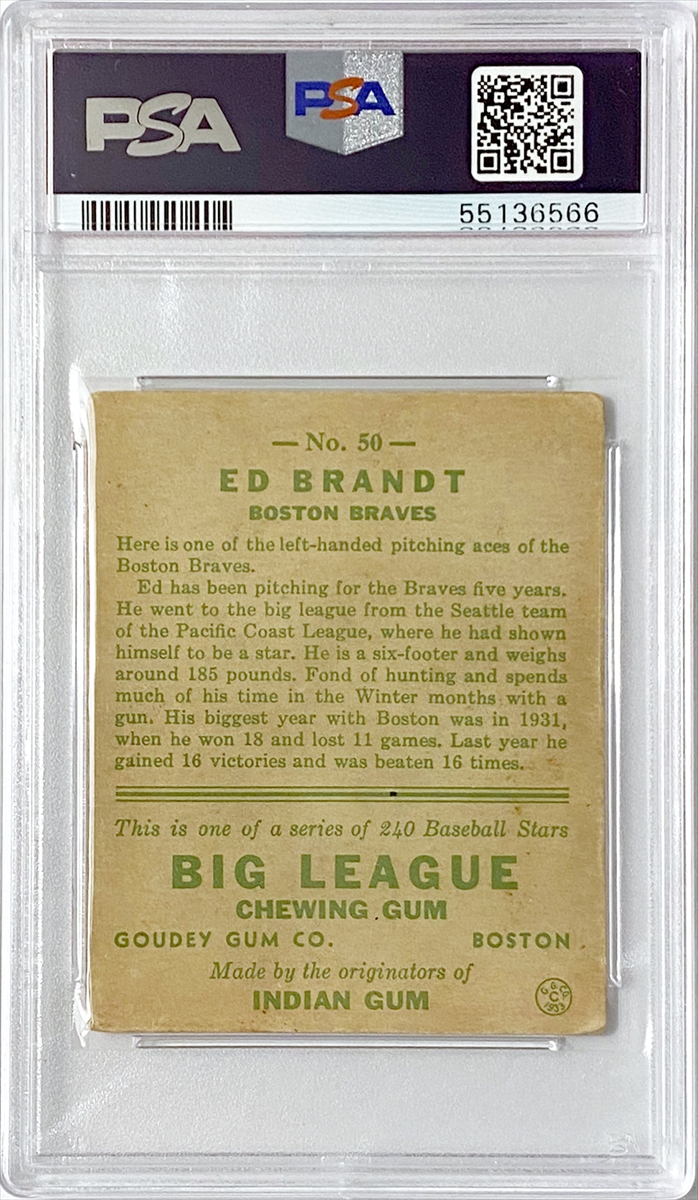 PSA
PSA
55136566
— No. 50 —
ED BRANDT
BOSTON BRAVES
Here is one of the left-handed pitching aces of the
Boston Braves.
Ed has been pitching for the Braves five years.
He went to the big league from the Seattle team
of the Pacific Coast League, where he had shown
himself to be a star. He is a six-footer and weighs
around 185 pounds. Fond of hunting and spends
much of his time in the Winter months with a
gun. His biggest year with Boston was in 1931,
when he won 18 and lost 11 games. Last year he
gained 16 victories and was beaten 16 times.
This is one of a series of 240 Baseball Stars
BIG LEAGUE
CHEWING GUM
GOUDEY GUM CO. BOSTON
Made by the originators of
INDIAN GUM
G. G. Co.
C
1933